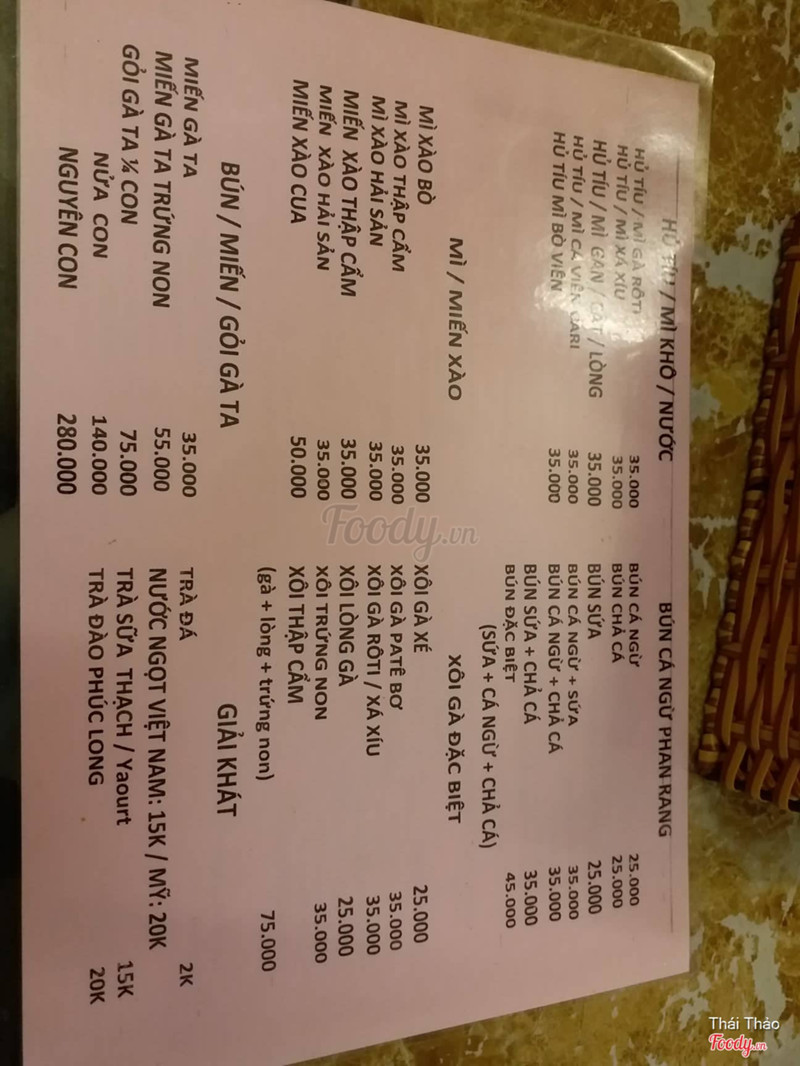 HỦ TÍU / MÌ KHÔ / NƯỚC
HỦ TÍU / MÌ GÀ RÔTI 35.000
HỦ TÍU / MÌ XÁ XÍU 35.000
HỦ TÍU / MÌ GAN / CẬT / LÒNG 35.000
HỦ TÍU / MÌ CÁ VIÊN CARI 35.000
HỦ TÍU MÌ BÒ VIÊN 35.000
MÌ / MIẾN XÀO
MÌ XÀO BÒ 35.000
MÌ XÀO THẬP CẨM 35.000
MÌ XÀO HẢI SẢN 35.000
MIẾN XÀO THẬP CẨM 35.000
MIẾN XÀO HẢI SẢN 35.000
MIẾN XÀO CUA 50.000
BÚN / MIẾN / GỎI GÀ TA
MIẾNG GÀ TA 35.000
MIẾNG GÀ TA TRỨNG NON 55.000
GỎI GÀ TA ¼ CON 75.000
NỬA CON 140.000
NGUYÊN CON 280.000
BÚN CÁ NGỪ PHAN RANG
BÚN CÁ NGỪ 25.000
BÚN CHẢ CÁ 25.000
BÚN SỨA 25.000
BÚN CÁ NGỪ + SỨA 35.000
BÚN CÁ NGỪ + CHẢ CÁ 35.000
BÚN SỨA + CHẢ CÁ 35.000
BÚN ĐẶC BIỆT 45.000
(SỨA + CÁ NGỪ + CHẢ CÁ)
XÔI GÀ ĐẶC BIỆT
XÔI GÀ XÉ 25.000
XÔI GÀ PATÊ BƠ 35.000
XÔI GÀ RÔTI / XÁ XÍU 35.000
XÔI LÒNG GÀ 25.000
XÔI TRỨNG NON 35.000
XÔI THẬP CẨM
(gà + lòng + trứng non) 75.000
GIẢI KHÁT
TRÀ ĐÁ 2K
NƯỚC NGỌT VIỆT NAM: 15K / MỸ: 20K
TRÀ SỮA THẠCH / Yaourt 15K
TRÀ ĐÀO PHÚC LONG 20K
Foody.vn
Thái Thảo
Foody.vn